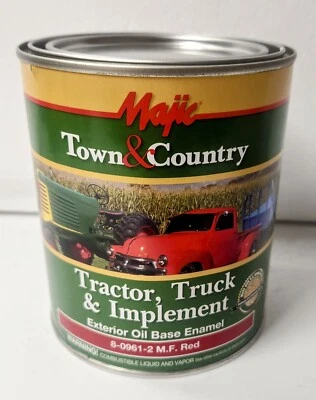 Majic
Town & Country
Tractor, Truck
& Implement
Exterior Oil Base Enamel
8-0961-2 M.F. Red
WARNING! COMBUSTIBLE LIQUID AND VAPOR